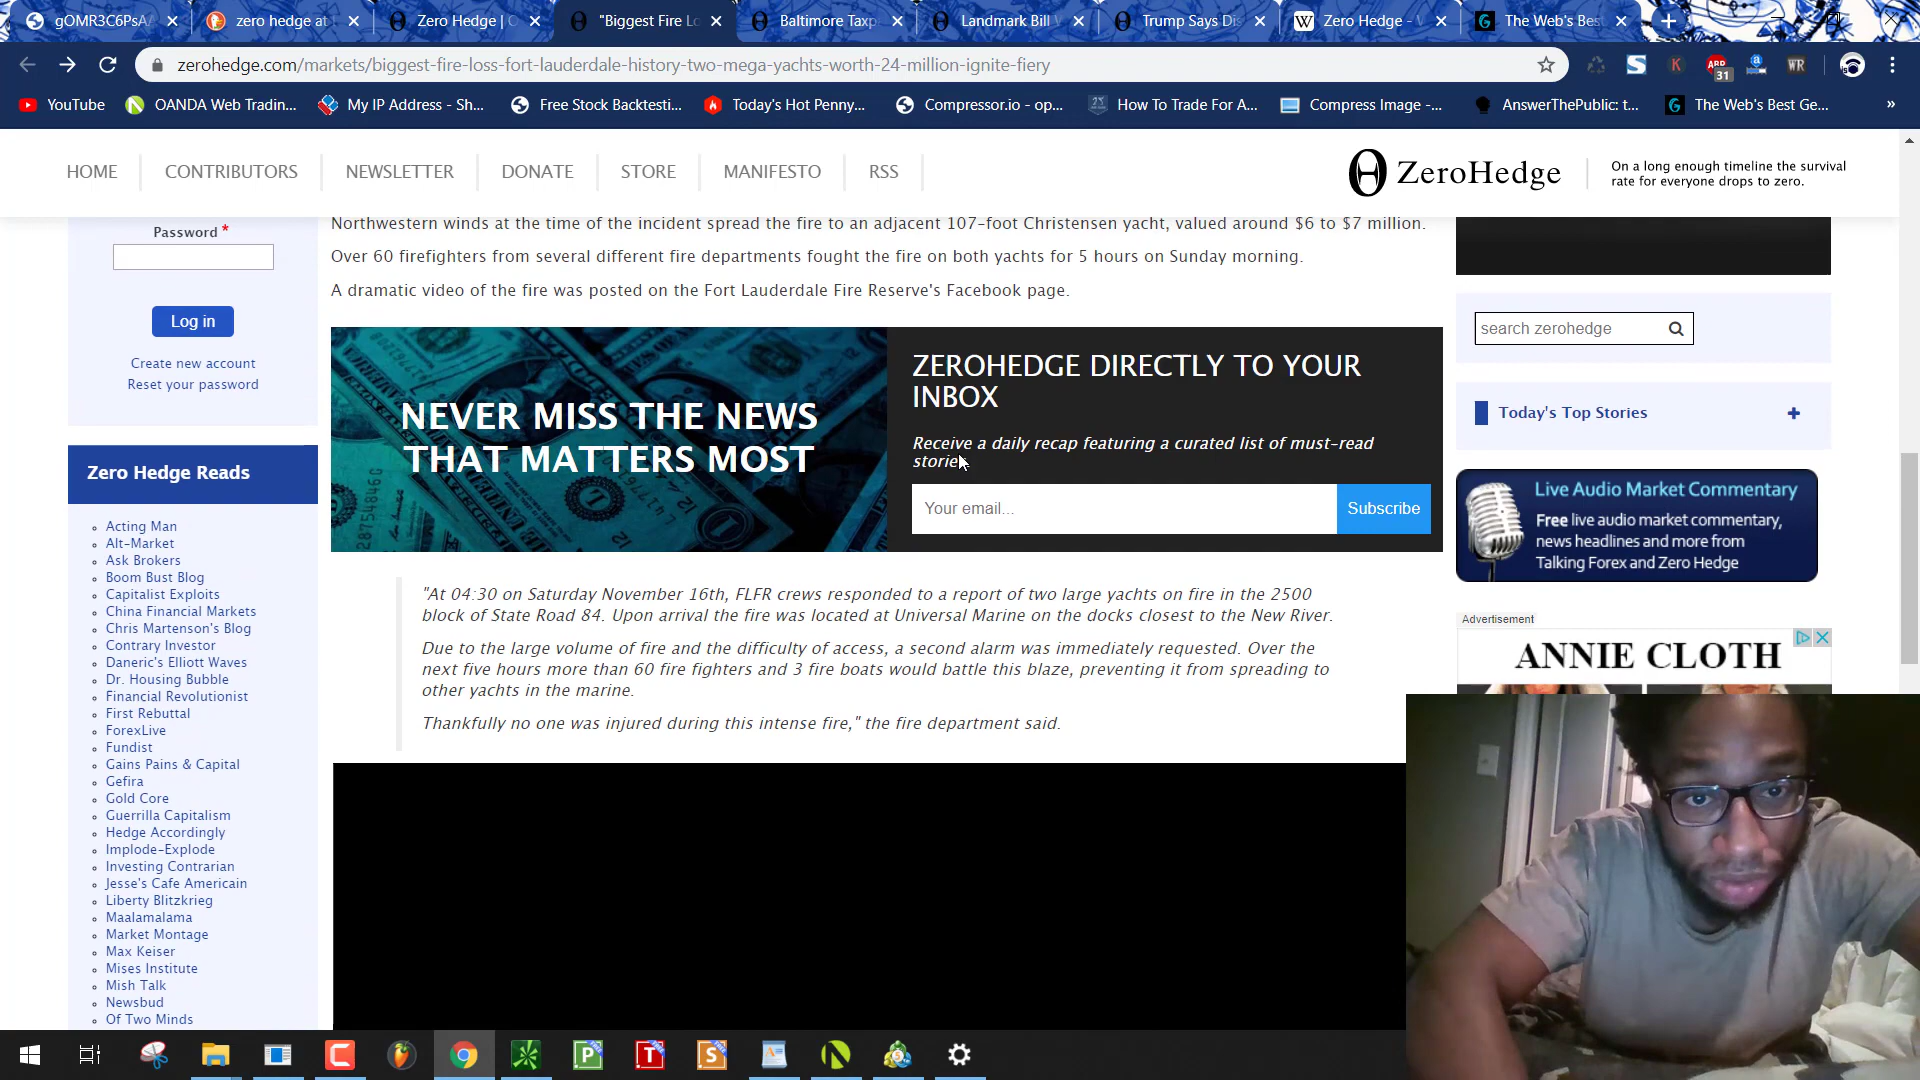 gOMR3C6PsA
zero hedge at
Zero Hedge | O
"Biggest Fire Lo
Baltimore Taxp
Landmark Bill
Trump Says Di
Zero Hedge -
The Web's Bes
zerohedge.com/markets/biggest-fire-loss-fort-lauderdale-history-two-mega-yachts-worth-24-million-ignite-fiery
31
YouTube
OANDA Web Tradin...
My IP Address - Sh...
Free Stock Backtesti...
Today's Hot Penny...
Compressor.io - op...
How To Trade For A...
Compress Image -...
AnswerThePublic: t...
The Web's Best Ge...
HOME
CONTRIBUTORS
NEWSLETTER
DONATE
STORE
MANIFESTO
RSS
ZeroHedge
On a long enough timeline the survival
rate for everyone drops to zero.
Password *
Log in
Create new account
Reset your password
Zero Hedge Reads
Acting Man
Alt-Market
Ask Brokers
Boom Bust Blog
Capitalist Exploits
China Financial Markets
Chris Martenson's Blog
Contrary Investor
Daneric's Elliott Waves
Dr. Housing Bubble
Financial Revolutionist
First Rebuttal
ForexLive
Fundist
Gains Pains & Capital
Gefira
Gold Core
Guerrilla Capitalism
Hedge Accordingly
Implode-Explode
Investing Contrarian
Jesse's Cafe Americain
Liberty Blitzkrieg
Maalamalama
Market Montage
Max Keiser
Mises Institute
Mish Talk
Newsbud
Of Two Minds
Northwestern winds at the time of the incident spread the fire to an adjacent 107-foot Christensen yacht, valued around $6 to $7 million.
Over 60 firefighters from several different fire departments fought the fire on both yachts for 5 hours on Sunday morning.
A dramatic video of the fire was posted on the Fort Lauderdale Fire Reserve's Facebook page.
NEVER MISS THE NEWS
THAT MATTERS MOST
ZEROHEDGE DIRECTLY TO YOUR
INBOX
Receive a daily recap featuring a curated list of must-read
stories.
Your email...
Subscribe
"At 04:30 on Saturday November 16th, FLFR crews responded to a report of two large yachts on fire in the 2500
block of State Road 84. Upon arrival the fire was located at Universal Marine on the docks closest to the New River.
Due to the large volume of fire and the difficulty of access, a second alarm was immediately requested. Over the
next five hours more than 60 fire fighters and 3 fire boats would battle this blaze, preventing it from spreading to
other yachts in the marine.
Thankfully no one was injured during this intense fire," the fire department said.
search zerohedge
Today's Top Stories
Live Audio Market Commentary
Free live audio market commentary,
news headlines and more from
Talking Forex and Zero Hedge
Advertisement
ANNIE CLOTH